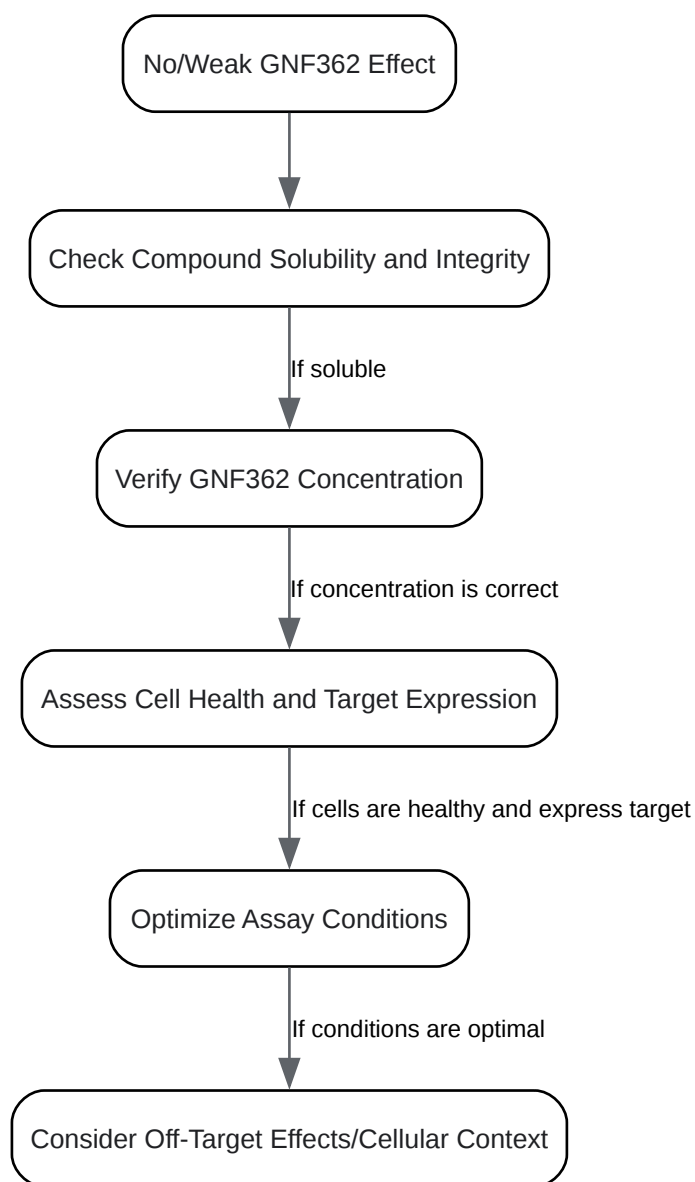 No/Weak GNF362 Effect
Check Compound Solubility and Integrity
If soluble
Verify GNF362 Concentration
If concentration is correct
Assess Cell Health and Target Expression
If cells are healthy and express target
Optimize Assay Conditions
If conditions are optimal
Consider Off-Target Effects/Cellular Context